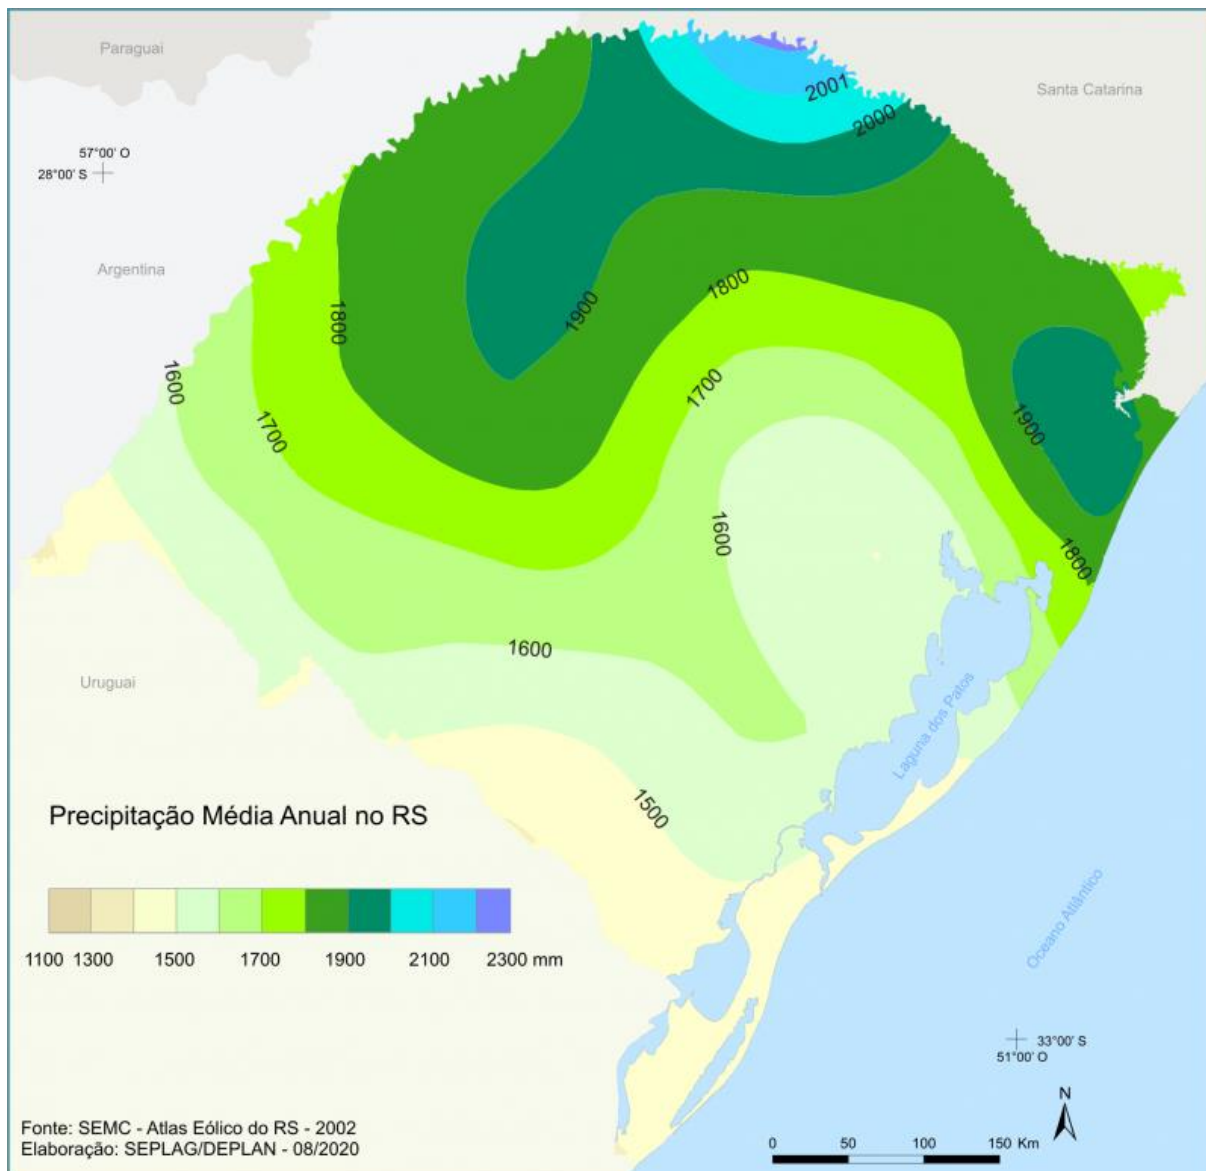 Paraguai
Santa Catarina
2001
2000
57°00' O
28°00' S
Argentina
1800
1900
1800
1600
1700
1700
1900
1600
1800
1600
Uruguai
Laguna dos Patos
1500
Precipitação Média Anual no RS
1100 1300 1500 1700 1900 2100 2300 mm
Oceano Atlântico
33°00' S
51°00' O
N
Fonte: SEMC - Atlas Eólico do RS - 2002
Elaboração: SEPLAG/DEPLAN - 08/2020
0 50 100 150 Km